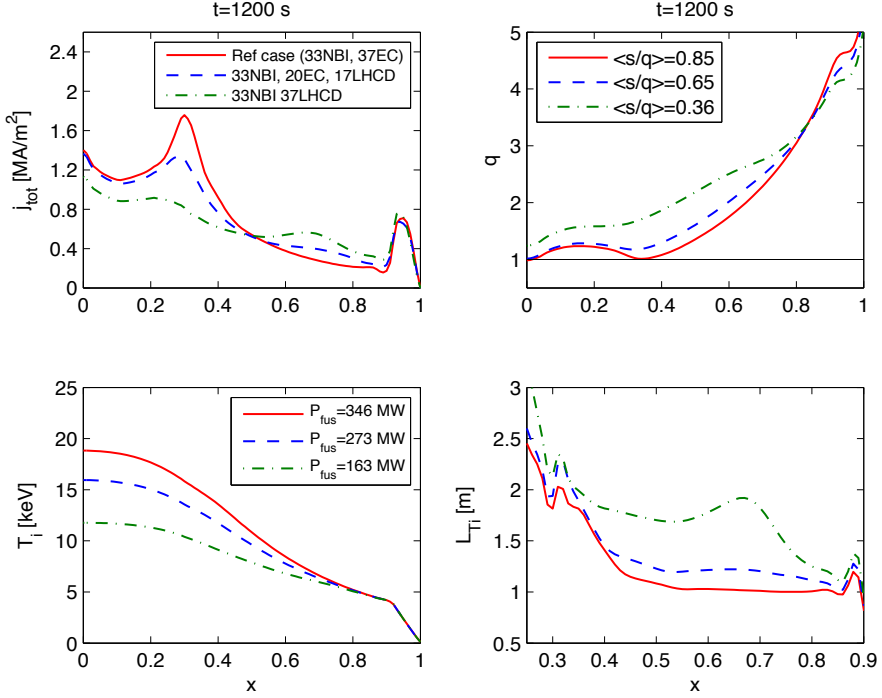 t=1200 s
2.4
2
1.6
1.2
0.8
0.4
0
j_tot [MA/m²]
Ref case (33NBI, 37EC)
33NBI, 20EC, 17LHCD
33NBI 37LHCD
0 0.2 0.4 0.6 0.8 1
t=1200 s
5
4
3
2
1
q
<s/q>=0.85
<s/q>=0.65
<s/q>=0.36
0 0.2 0.4 0.6 0.8 1
25
20
15
10
5
0
T_i [keV]
P_fus=346 MW
P_fus=273 MW
P_fus=163 MW
0 0.2 0.4 0.6 0.8 1
x
3
2.5
2
1.5
1
0.5
L_Ti [m]
0.3 0.4 0.5 0.6 0.7 0.8 0.9
x